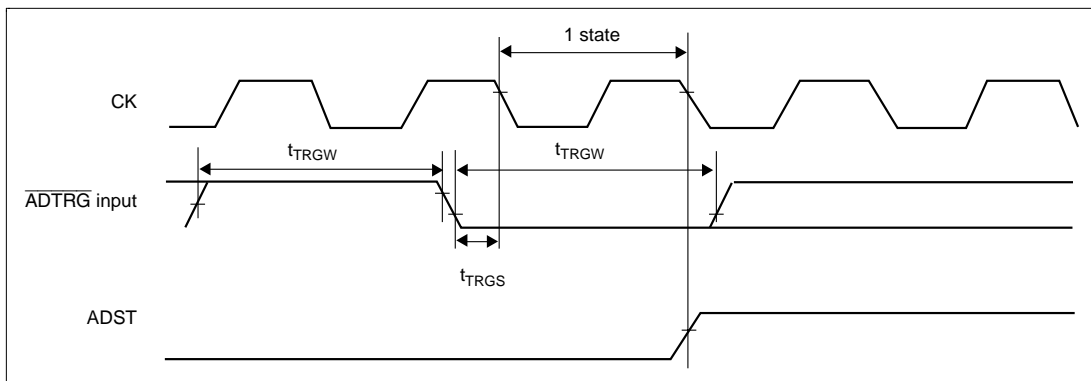 1 state
CK
tTRGW
tTRGW
ADTRG input
tTRGS
ADST